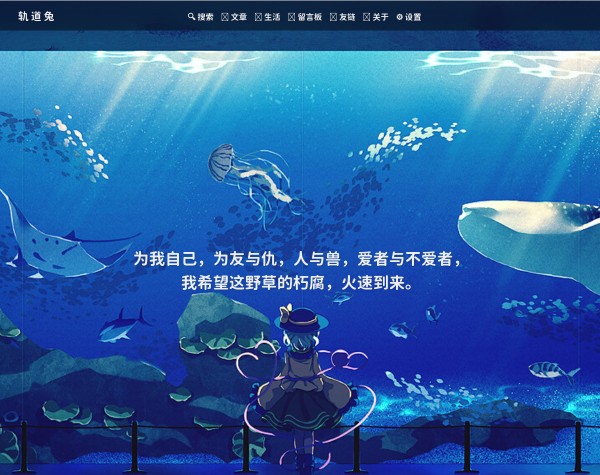 轨道兔
搜索 文章 生活 留言板 友链 关于 设置
为我自己，为友与仇，人与兽，爱者与不爱者，
我希望这野草的朽腐，火速到来。